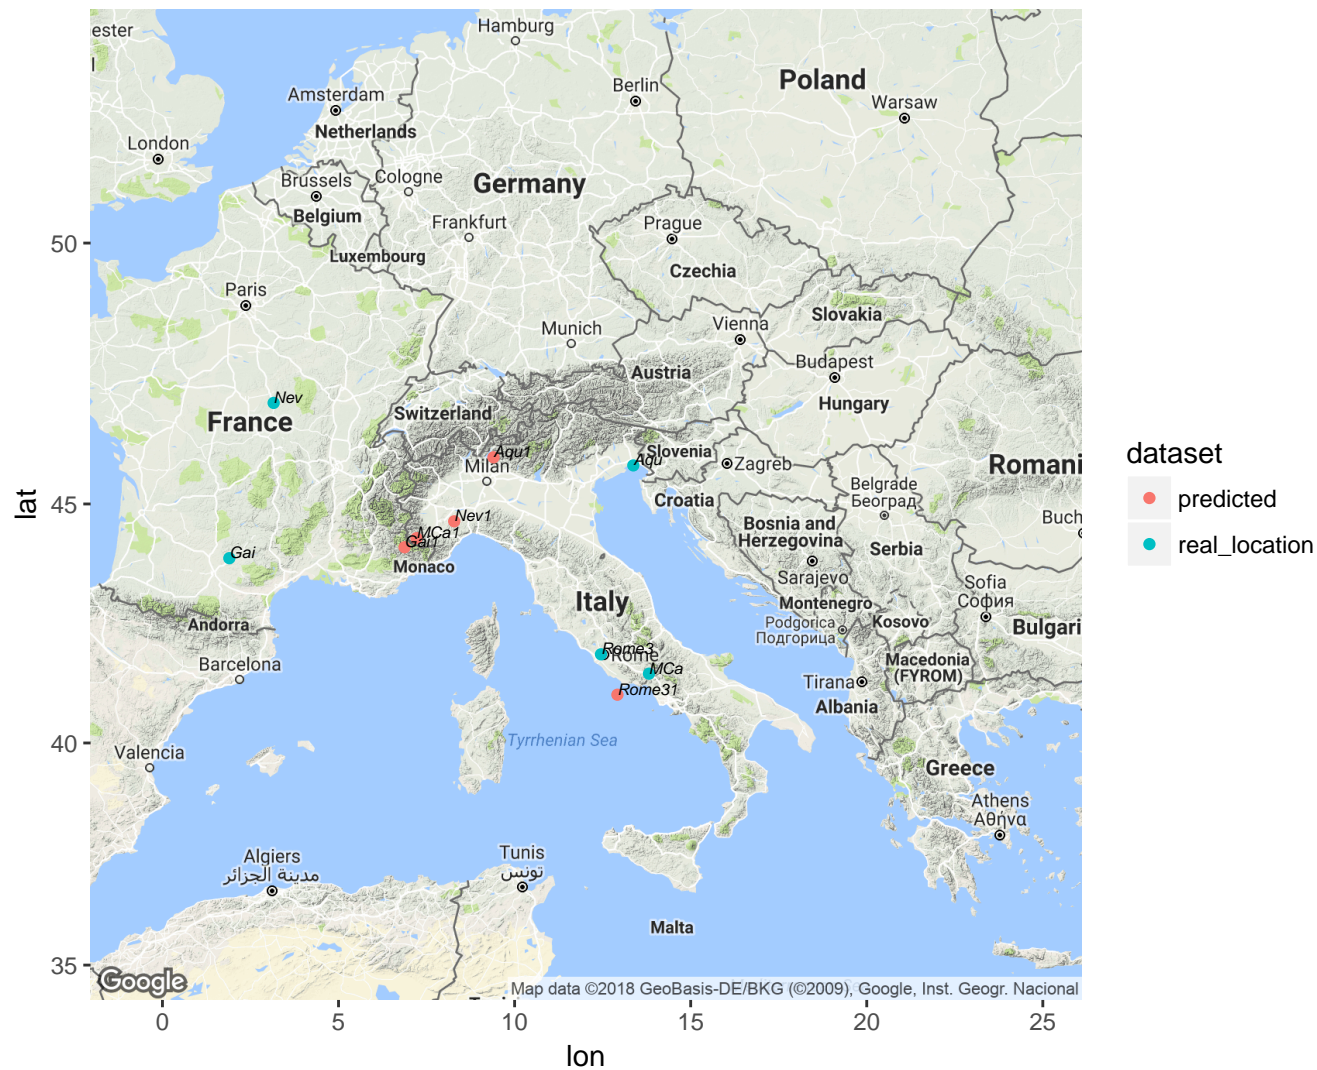 ester
l
Hamburg
Berlin
Poland
Warsaw
Amsterdam
Netherlands
London
Brussels
Cologne
Germany
Belgium
Frankfurt
Prague
Luxembourg
Czechia
50
Paris
Munich
Vienna
Slovakia
Budapest
Austria
Hungary
Nev
France
Switzerland
Aqu1
Milan
Aqu
Slovenia
Zagreb
Romani
Belgrade
Београд
45
lat
Croatia
Nev1
MCa1
Gai1
Monaco
Gai
Bosnia and
Herzegovina
Serbia
Buch
Sarajevo
Sofia
София
Italy
Montenegro
Podgorica
Подгорица
Kosovo
Bulgari
Andorra
Barcelona
Rome3
Rome
MCa
Rome31
Macedonia
(FYROM)
Tirana
Albania
40
Valencia
Tyrrhenian Sea
Greece
Athens
Αθήνα
Algiers
مدينة الجزائر
Tunis
تونس
Malta
35
Google
Map data ©2018 GeoBasis-DE/BKG (©2009), Google, Inst. Geogr. Nacional
0
5
10
15
20
25
lon
dataset
predicted
real_location